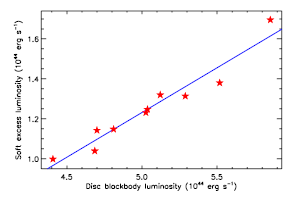 1.6
1.4
1.2
1.0
Soft excess luminosity (10⁴⁴ erg s⁻¹)
4.5 5.0 5.5
Disc blackbody luminosity (10⁴⁴ erg s⁻¹)